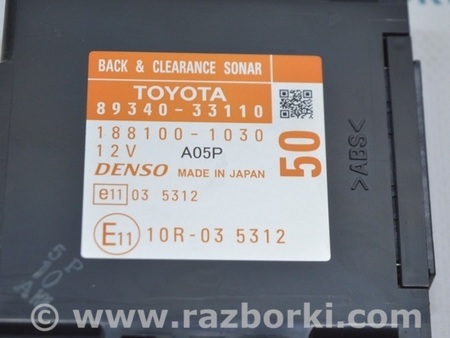 BACK & CLEARANCE SONAR
TOYOTA
89340-33110
188100-1030
12V A05P
DENSO MADE IN JAPAN
e11 03 5312
E11 10R-03 5312
50
>ABS<
www.razborki.com